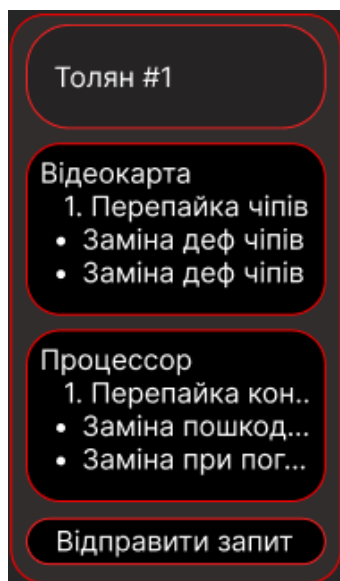 Толян #1
Відеокарта
1. Перепайка чіпів
• Заміна деф чіпів
• Заміна деф чіпів
Процессор
1. Перепайка кон..
• Заміна пошкод...
• Заміна при пог...
Відправити запит